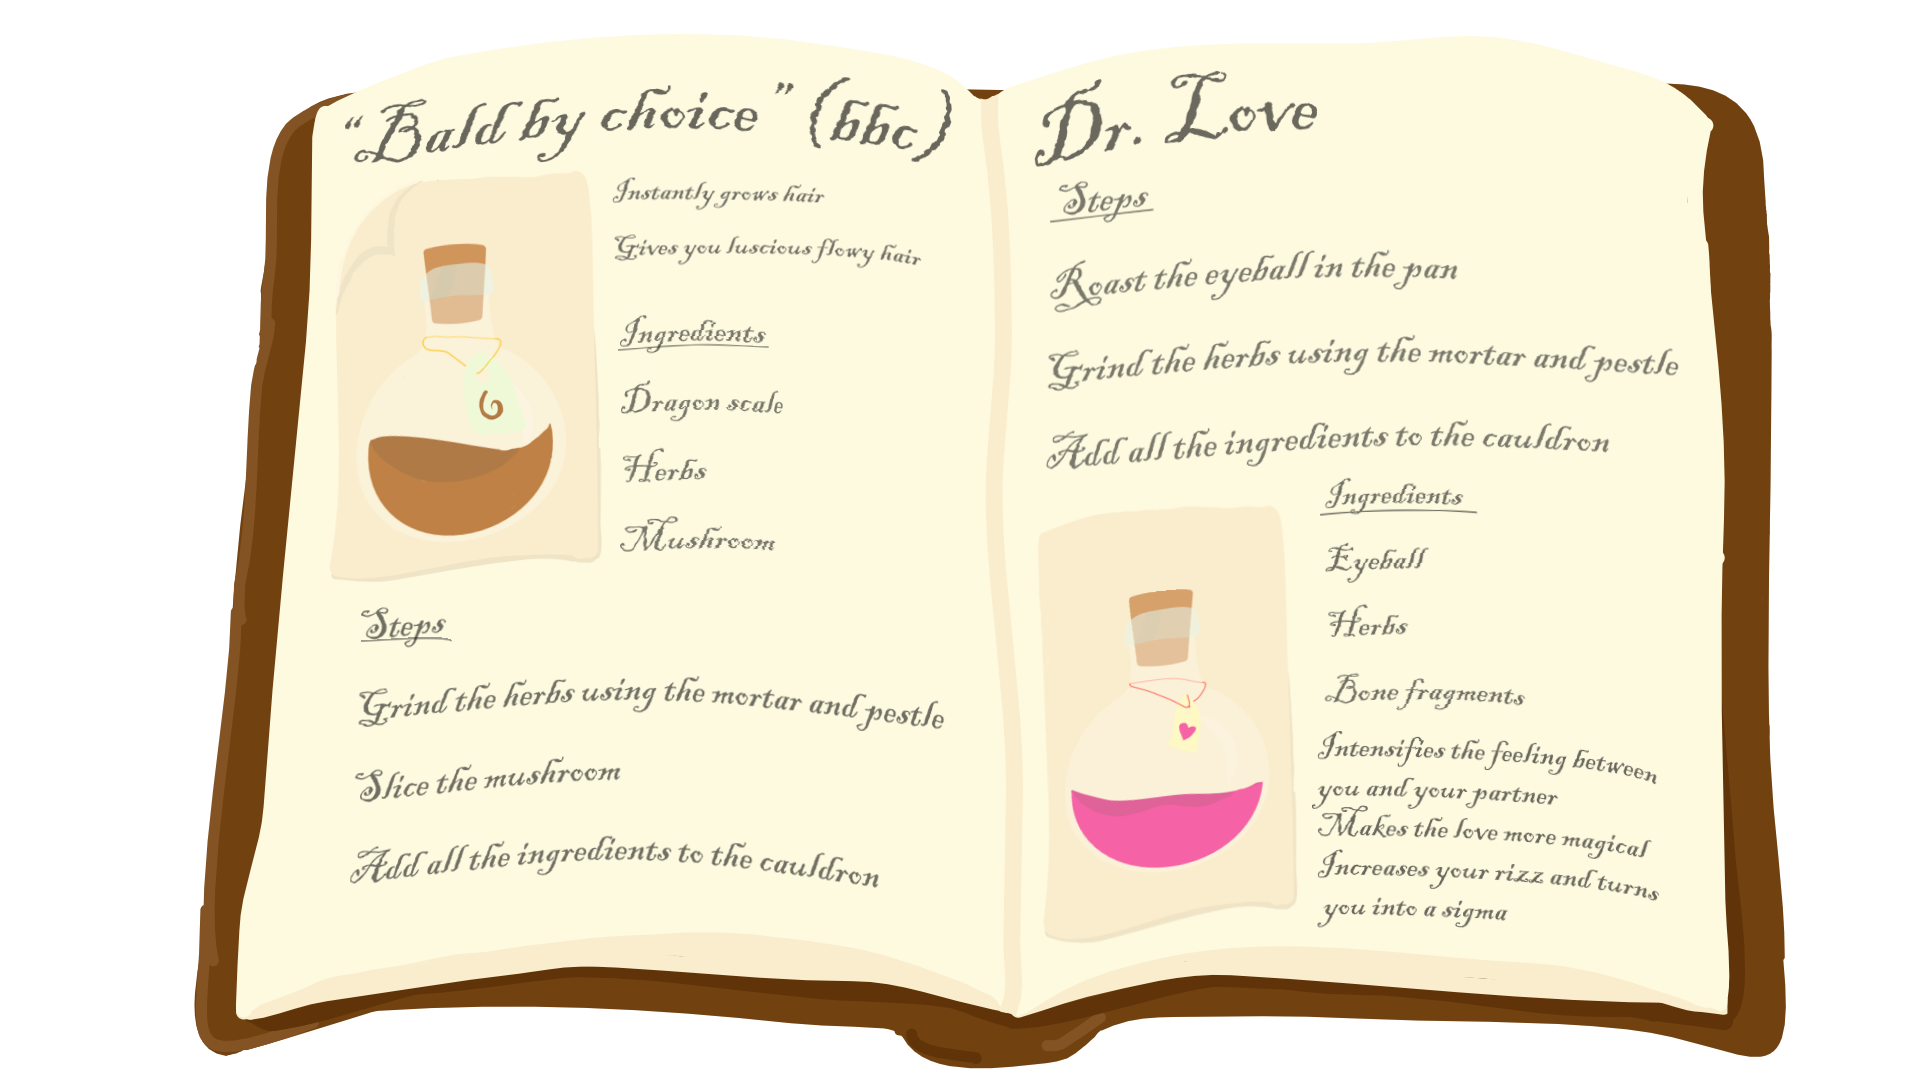 "Bald by choice" (bbc)
Instantly grows hair
Gives you luscious flowy hair
Ingredients
Dragon scale
Herbs
Mushroom
Steps
Grind the herbs using the mortar and pestle
Slice the mushroom
Add all the ingredients to the cauldron
Dr. Love
Steps
Roast the eyeball in the pan
Grind the herbs using the mortar and pestle
Add all the ingredients to the cauldron
Ingredients
Eyeball
Herbs
Bone fragments
Intensifies the feeling between
you and your partner
Makes the love more magical
Increases your rizz and turns
you into a sigma